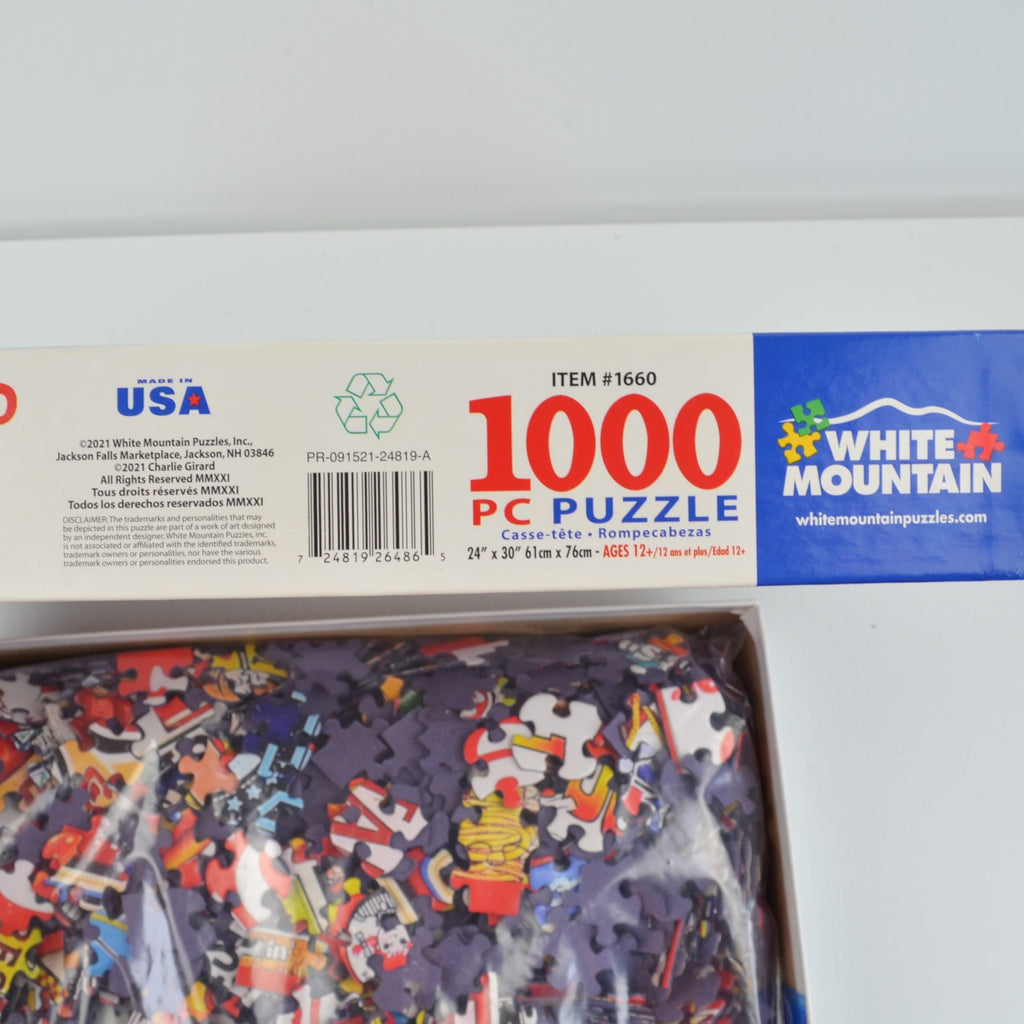 MADE IN
USA
©2021 White Mountain Puzzles, Inc.,
Jackson Falls Marketplace, Jackson, NH 03846
©2021 Charlie Girard
All Rights Reserved MMXXI
Tous droits réservés MMXXI
Todos los derechos reservados MMXXI
DISCLAIMER: The trademarks and personalities that may
be depicted in this puzzle are part of a work of art designed
by an independent designer. White Mountain Puzzles, Inc.
is not associated or affiliated with the identified trademarks,
trademark owners or personalities, nor have the various
trademark owners or personalities endorsed this product.
PR-091521-24819-A
7 24819 26486 5
ITEM #1660
1000
PC PUZZLE
Casse-tête • Rompecabezas
24" x 30" 61cm x 76cm - AGES 12+/12 ans et plus/Edad 12+
WHITE
MOUNTAIN
whitemountainpuzzles.com
in